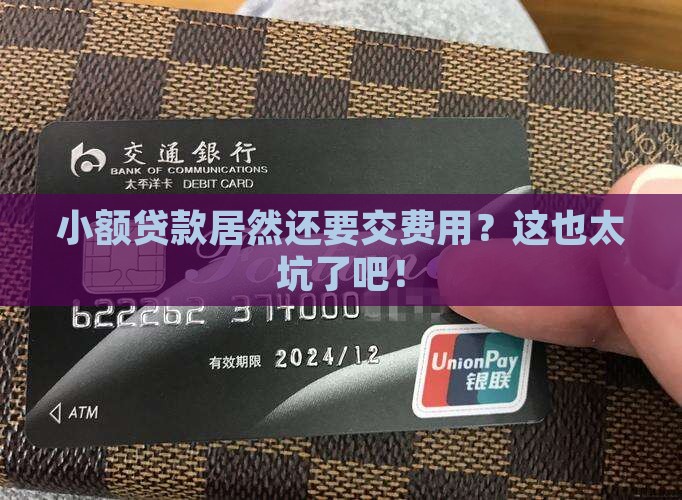 交通銀行
BANK OF COMMUNICATIONS
太平洋卡 DEBIT CARD
小额贷款居然还要交费用？这也太
坑了吧！
622262 374000
有效期限 2024/12
UnionPay
银联
ATM